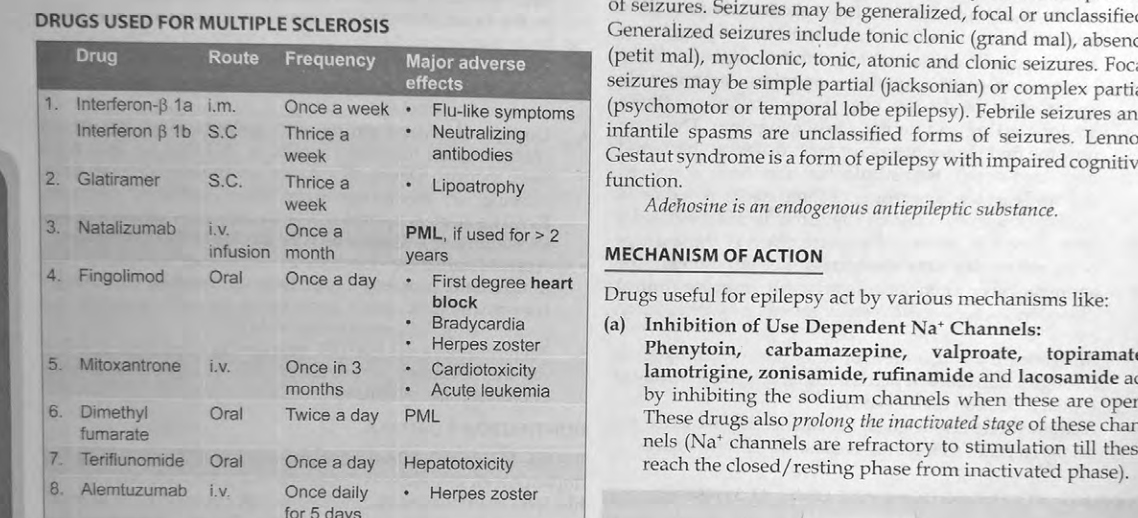 DRUGS USED FOR MULTIPLE SCLEROSIS
Drug Route Frequency Major adverse
effects
1. Interferon-β 1a i.m. Once a week • Flu-like symptoms
Interferon β 1b S.C Thrice a • Neutralizing
week antibodies
2. Glatiramer S.C. Thrice a • Lipoatrophy
week
3. Natalizumab i.v. Once a PML, if used for > 2
infusion month years
4. Fingolimod Oral Once a day • First degree heart
block
• Bradycardia
• Herpes zoster
5. Mitoxantrone i.v. Once in 3 • Cardiotoxicity
months • Acute leukemia
6. Dimethyl Oral Twice a day PML
fumarate
7. Teriflunomide Oral Once a day Hepatotoxicity
8. Alemtuzumab i.v. Once daily • Herpes zoster
for 5 days
of seizures. Seizures may be generalized, focal or unclassified
Generalized seizures include tonic clonic (grand mal), absenc
(petit mal), myoclonic, tonic, atonic and clonic seizures. Foca
seizures may be simple partial (jacksonian) or complex partia
(psychomotor or temporal lobe epilepsy). Febrile seizures an
infantile spasms are unclassified forms of seizures. Lenno
Gestaut syndrome is a form of epilepsy with impaired cognitiv
function.
Adenosine is an endogenous antiepileptic substance.
MECHANISM OF ACTION
Drugs useful for epilepsy act by various mechanisms like:
(a) Inhibition of Use Dependent Na⁺ Channels:
Phenytoin, carbamazepine, valproate, topiramate
lamotrigine, zonisamide, rufinamide and lacosamide ac
by inhibiting the sodium channels when these are open
These drugs also prolong the inactivated stage of these chan
nels (Na⁺ channels are refractory to stimulation till these
reach the closed/resting phase from inactivated phase).